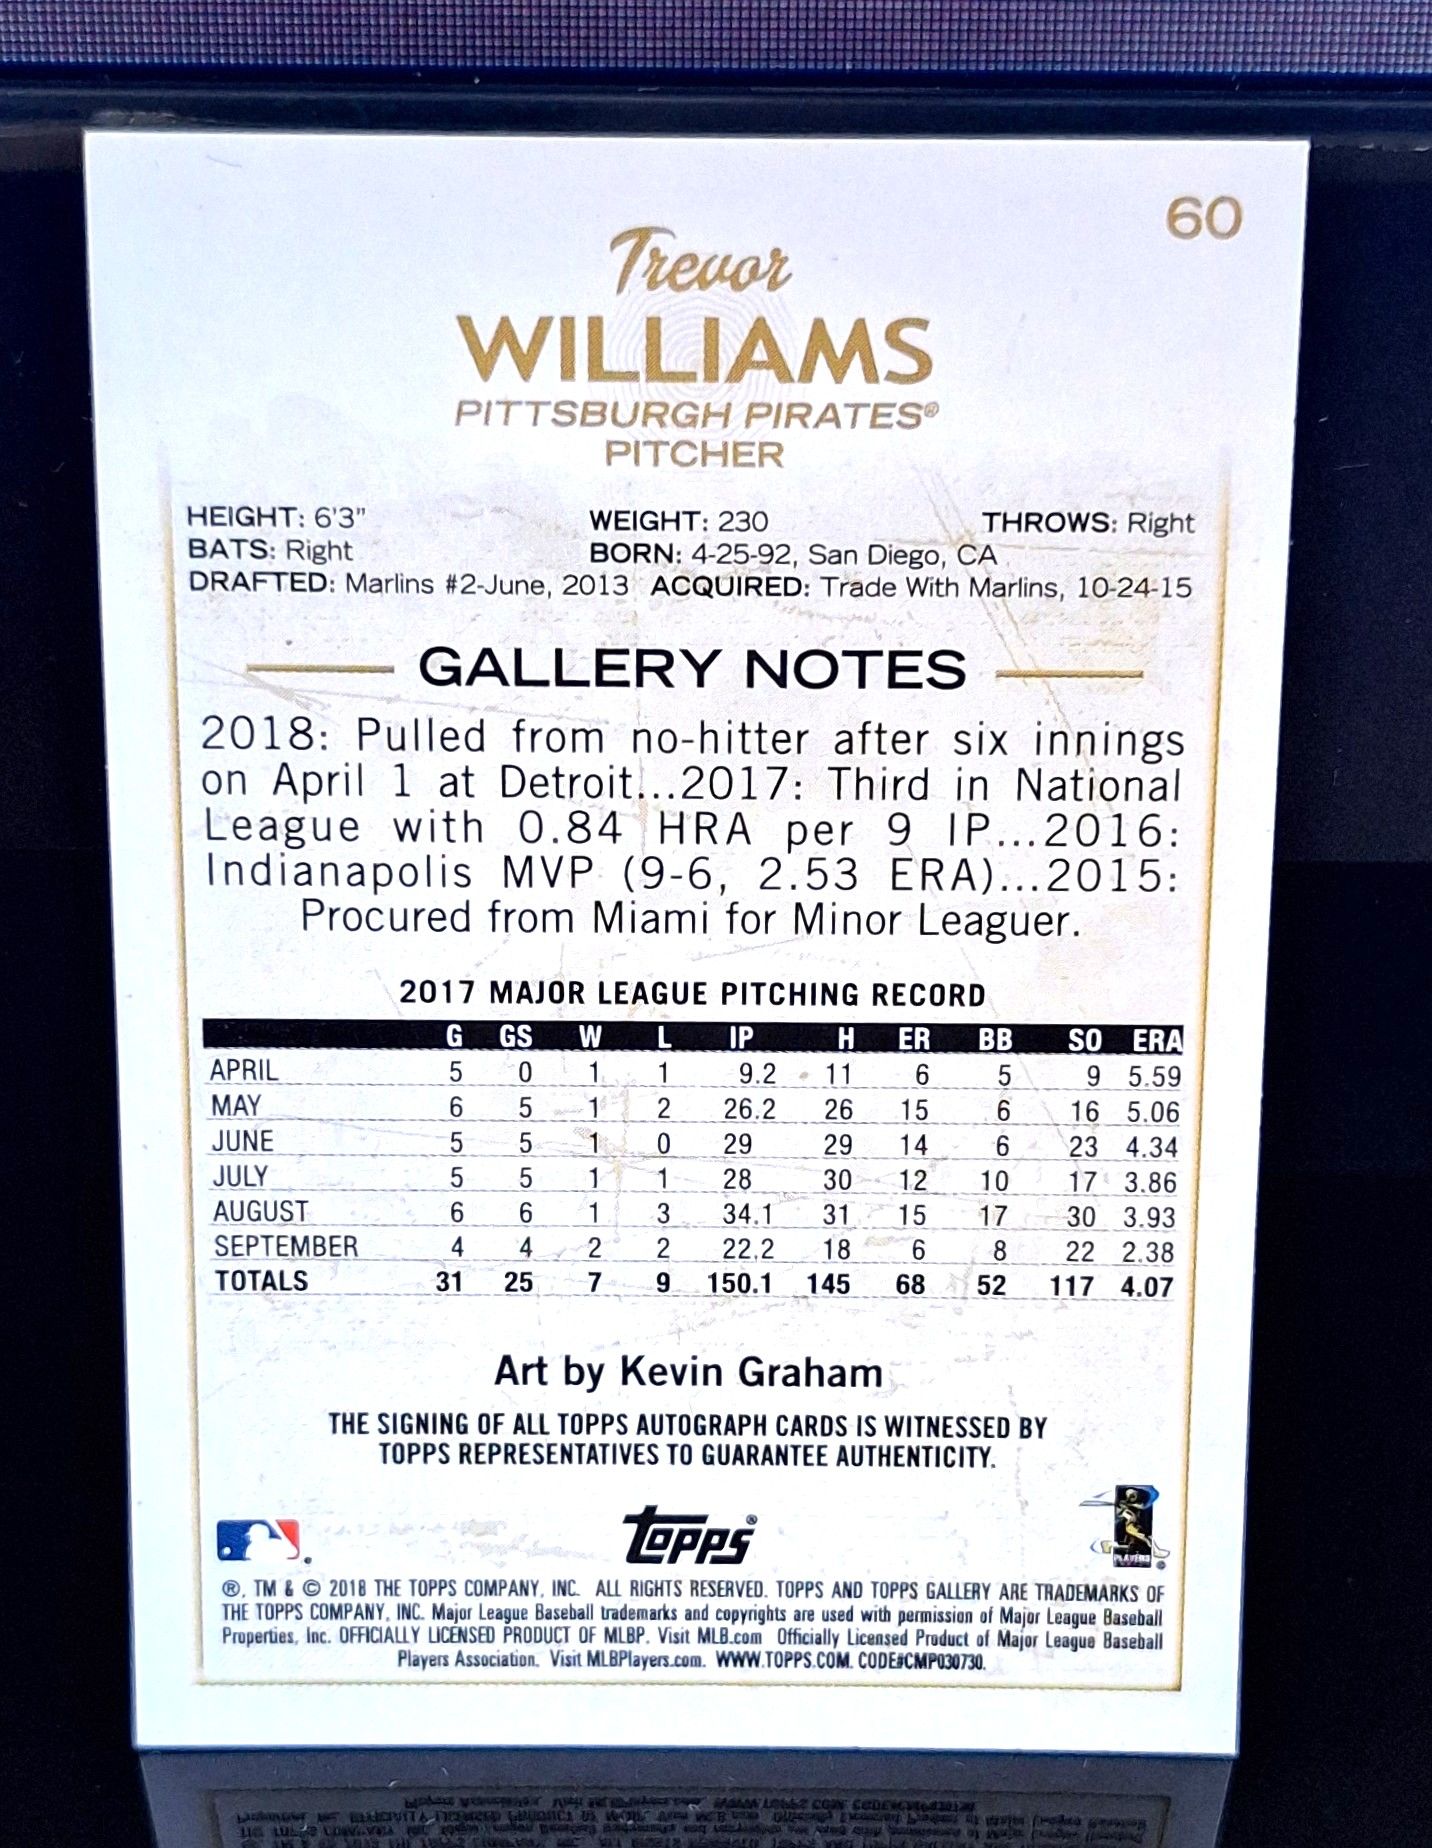 60
Trevor
WILLIAMS
PITTSBURGH PIRATES®
PITCHER
HEIGHT: 6'3" WEIGHT: 230 THROWS: Right
BATS: Right BORN: 4-25-92, San Diego, CA
DRAFTED: Marlins #2-June, 2013 ACQUIRED: Trade With Marlins, 10-24-15
GALLERY NOTES
2018: Pulled from no-hitter after six innings
on April 1 at Detroit...2017: Third in National
League with 0.84 HRA per 9 IP...2016:
Indianapolis MVP (9-6, 2.53 ERA)...2015:
Procured from Miami for Minor Leaguer.
2017 MAJOR LEAGUE PITCHING RECORD
G GS W L IP H ER BB SO ERA
APRIL 5 0 1 1 9.2 11 6 5 9 5.59
MAY 6 5 1 2 26.2 26 15 6 16 5.06
JUNE 5 5 1 0 29 29 14 6 23 4.34
JULY 5 5 1 1 28 30 12 10 17 3.86
AUGUST 6 6 1 3 34.1 31 15 17 30 3.93
SEPTEMBER 4 4 2 2 22.2 18 6 8 22 2.38
TOTALS 31 25 7 9 150.1 145 68 52 117 4.07
Art by Kevin Graham
THE SIGNING OF ALL TOPPS AUTOGRAPH CARDS IS WITNESSED BY
TOPPS REPRESENTATIVES TO GUARANTEE AUTHENTICITY.
topps®
PLAYERS
®, TM & © 2018 THE TOPPS COMPANY, INC. ALL RIGHTS RESERVED. TOPPS AND TOPPS GALLERY ARE TRADEMARKS OF
THE TOPPS COMPANY, INC. Major League Baseball trademarks and copyrights are used with permission of Major League Baseball
Properties, Inc. OFFICIALLY LICENSED PRODUCT OF MLBP. Visit MLB.com Officially Licensed Product of Major League Baseball
Players Association. Visit MLBPlayers.com. WWW.TOPPS.COM. CODE#CMP030730.